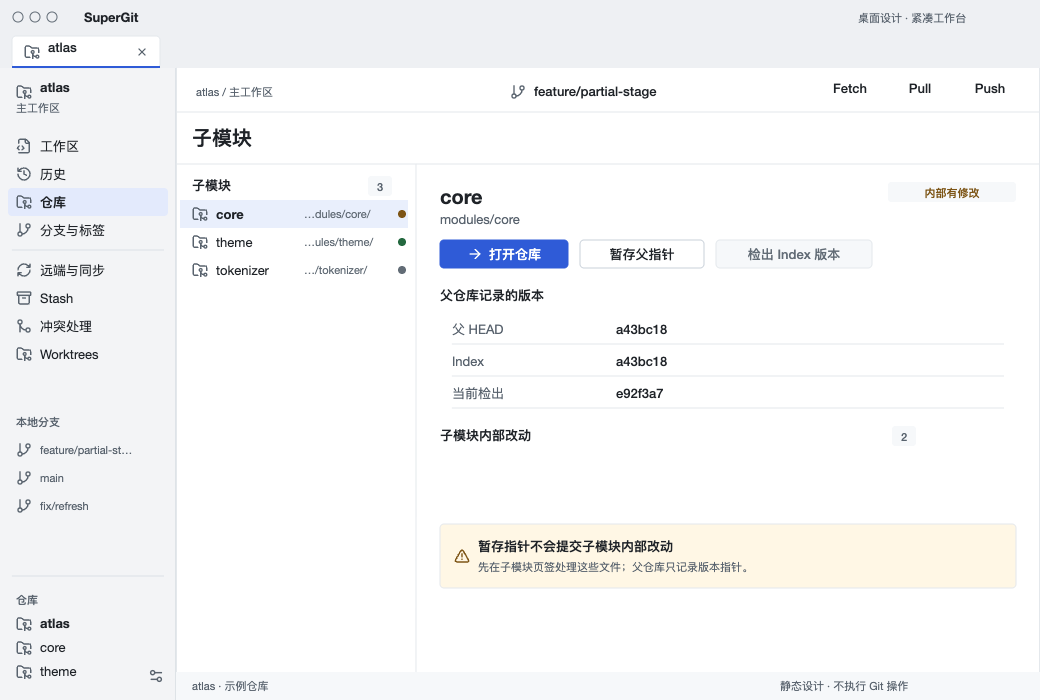 SuperGit
桌面设计 · 紧凑工作台
atlas
atlas
主工作区
工作区
历史
仓库
分支与标签
远端与同步
Stash
冲突处理
Worktrees
本地分支
feature/partial-st…
main
fix/refresh
仓库
atlas
core
theme
atlas / 主工作区
feature/partial-stage
Fetch
Pull
Push
子模块
子模块 3
core …dules/core/
theme …ules/theme/
tokenizer …/tokenizer/
core
内部有修改
modules/core
打开仓库
暂存父指针
检出 Index 版本
父仓库记录的版本
父 HEAD a43bc18
Index a43bc18
当前检出 e92f3a7
子模块内部改动 2
暂存指针不会提交子模块内部改动
先在子模块页签处理这些文件；父仓库只记录版本指针。
atlas · 示例仓库
静态设计 · 不执行 Git 操作